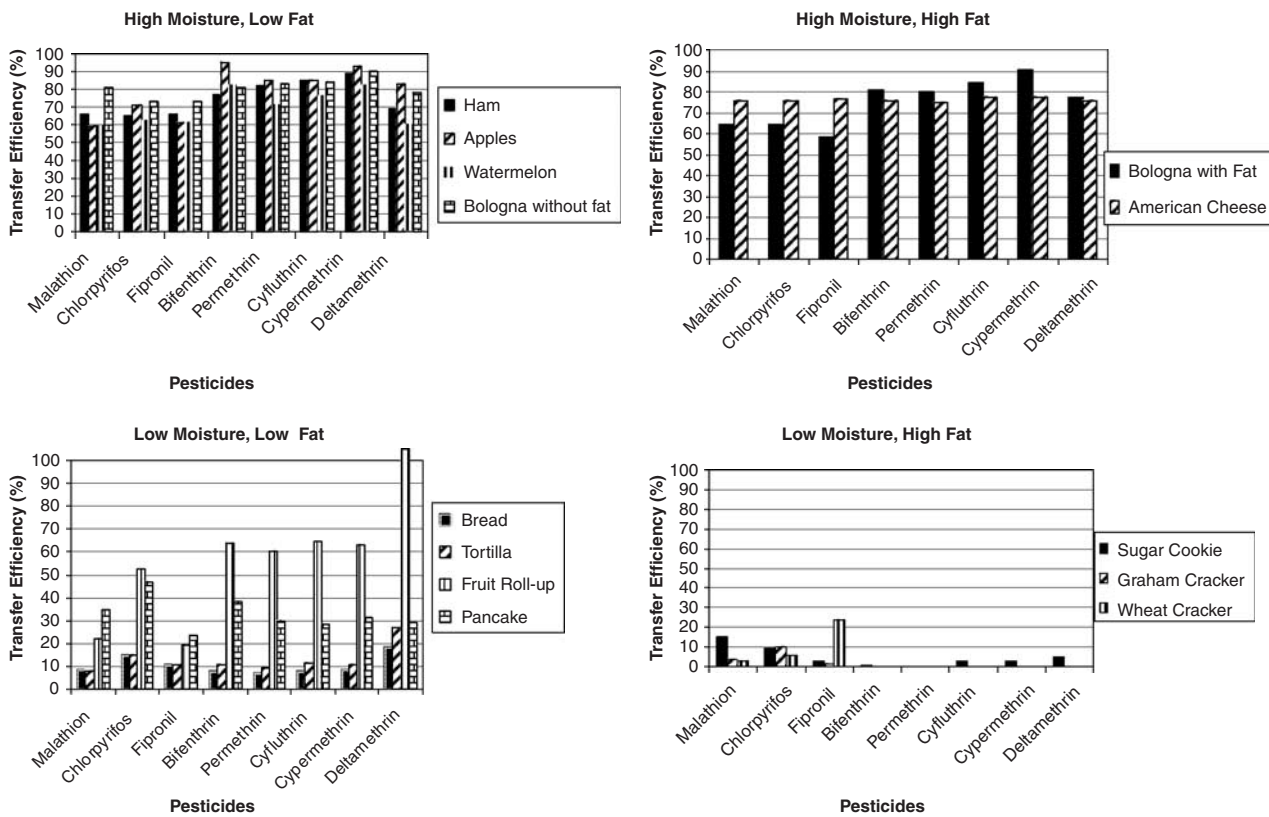 High Moisture, Low Fat
Transfer Efficiency (%)
100
90
80
70
60
50
40
30
20
10
0
Malathion
Chlorpyrifos
Fipronil
Bifenthrin
Permethrin
Cyfluthrin
Cypermethrin
Deltamethrin
Pesticides
Ham
Apples
Watermelon
Bologna without fat
High Moisture, High Fat
Transfer Efficiency (%)
100
90
80
70
60
50
40
30
20
10
0
Malathion
Chlorpyrifos
Fipronil
Bifenthrin
Permethrin
Cyfluthrin
Cypermethrin
Deltamethrin
Pesticides
Bologna with Fat
American Cheese
Low Moisture, Low Fat
Transfer Efficiency (%)
100
90
80
70
60
50
40
30
20
10
0
Malathion
Chlorpyrifos
Fipronil
Bifenthrin
Permethrin
Cyfluthrin
Cypermethrin
Deltamethrin
Pesticides
Bread
Tortilla
Fruit Roll-up
Pancake
Low Moisture, High Fat
Transfer Efficiency (%)
100
90
80
70
60
50
40
30
20
10
0
Malathion
Chlorpyrifos
Fipronil
Bifenthrin
Permethrin
Cyfluthrin
Cypermethrin
Deltamethrin
Pesticides
Sugar Cookie
Graham Cracker
Wheat Cracker